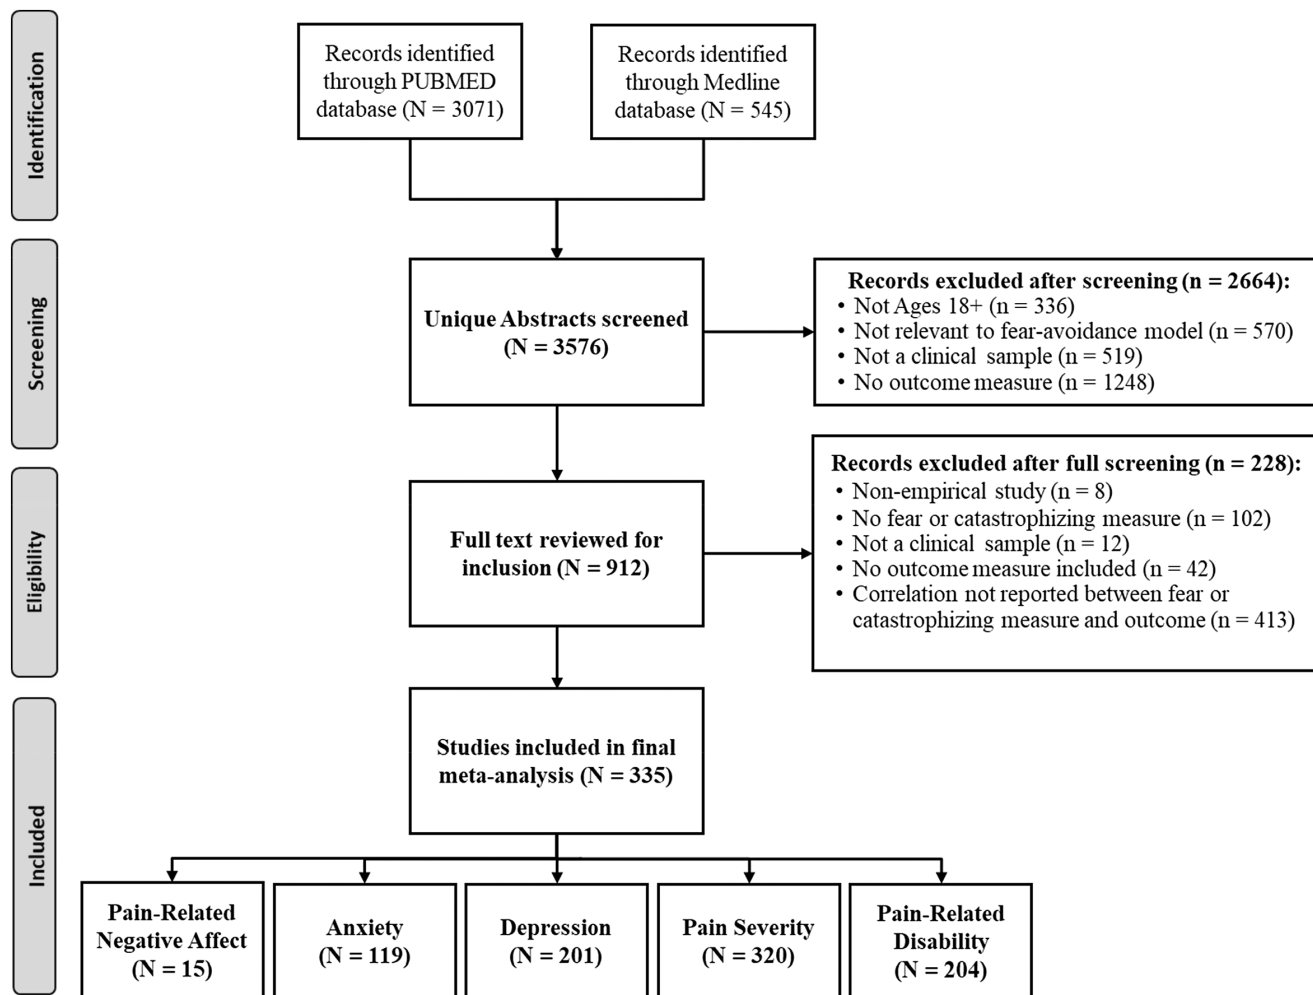 Identification
Records identified
through PUBMED
database (N = 3071)
Records identified
through Medline
database (N = 545)
Screening
Unique Abstracts screened
(N = 3576)
Records excluded after screening (n = 2664):
• Not Ages 18+ (n = 336)
• Not relevant to fear-avoidance model (n = 570)
• Not a clinical sample (n = 519)
• No outcome measure (n = 1248)
Eligibility
Full text reviewed for
inclusion (N = 912)
Records excluded after full screening (n = 228):
• Non-empirical study (n = 8)
• No fear or catastrophizing measure (n = 102)
• Not a clinical sample (n = 12)
• No outcome measure included (n = 42)
• Correlation not reported between fear or
catastrophizing measure and outcome (n = 413)
Included
Studies included in final
meta-analysis (N = 335)
Pain-Related
Negative Affect
(N = 15)
Anxiety
(N = 119)
Depression
(N = 201)
Pain Severity
(N = 320)
Pain-Related
Disability
(N = 204)